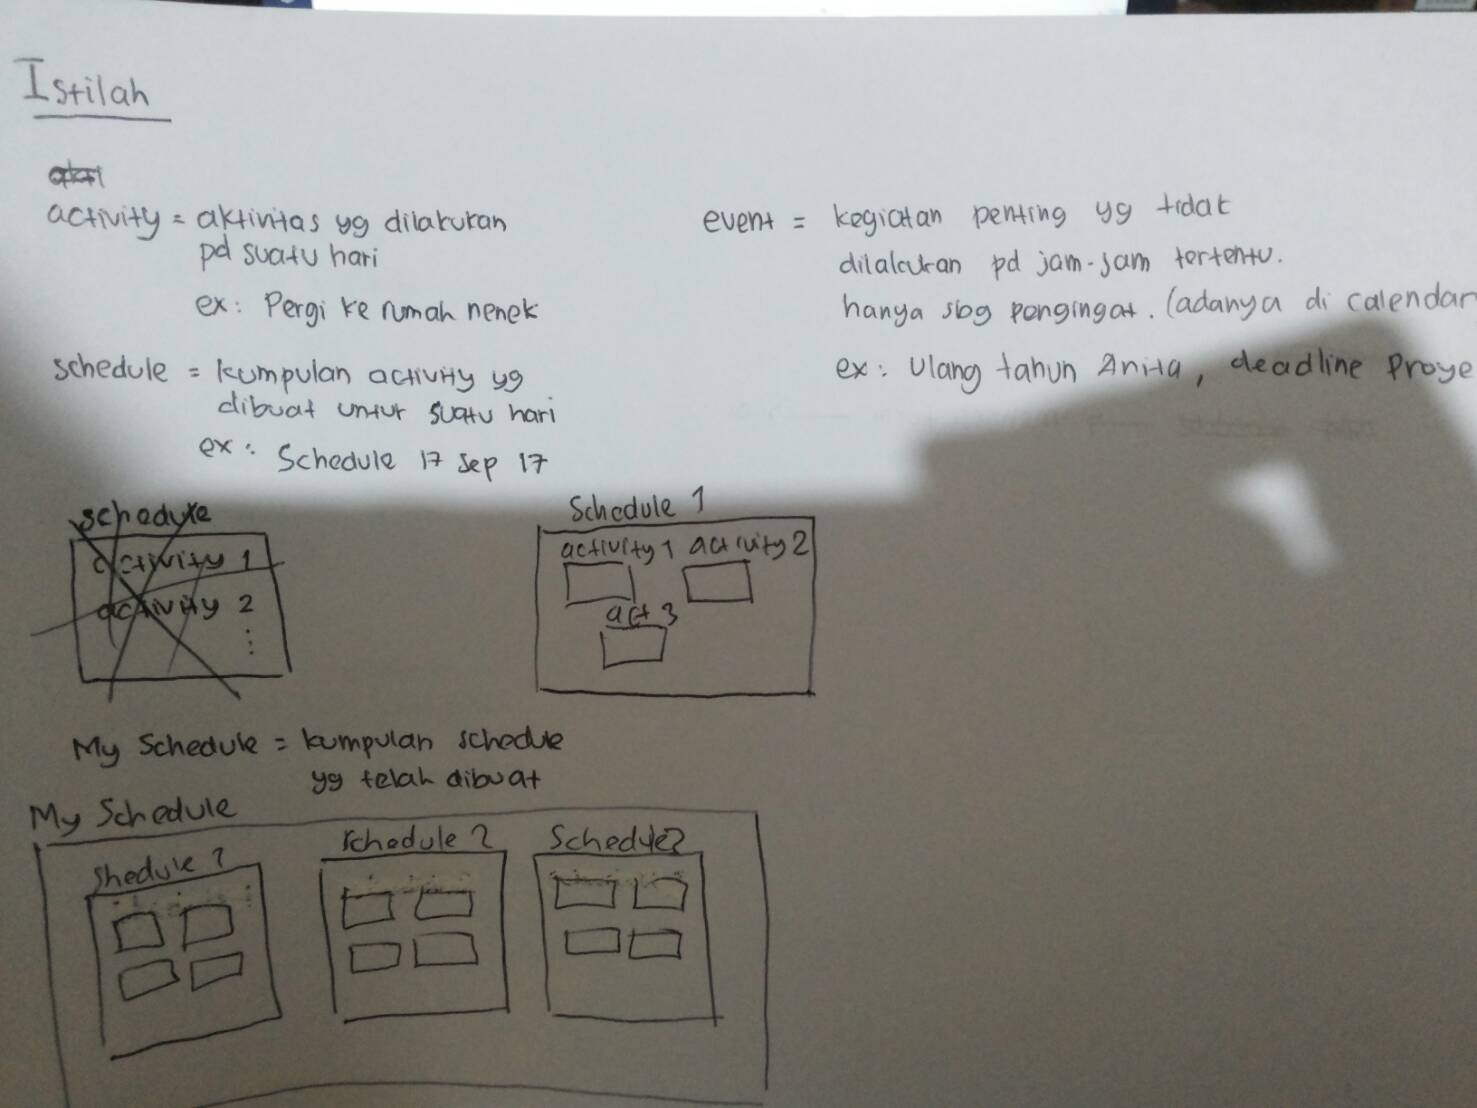 Istilah
activity = aktivitas yg dilakukan
pd suatu hari
ex: Pergi ke rumah nenek
schedule = kumpulan activity yg
dibuat untuk suatu hari
ex: Schedule 17 Sep 17
event = kegiatan penting yg tidak
dilakukan pd jam-jam tertentu.
hanya sbg pengingat. (adanya di calendar
ex: Ulang tahun Anita, deadline Proye
schedule
activity 1
activity 2
Schedule 1
activity 1 activity 2
act 3
My Schedule = kumpulan schedule
yg telah dibuat
My Schedule
Shedule 1
schedule 2
Schedule